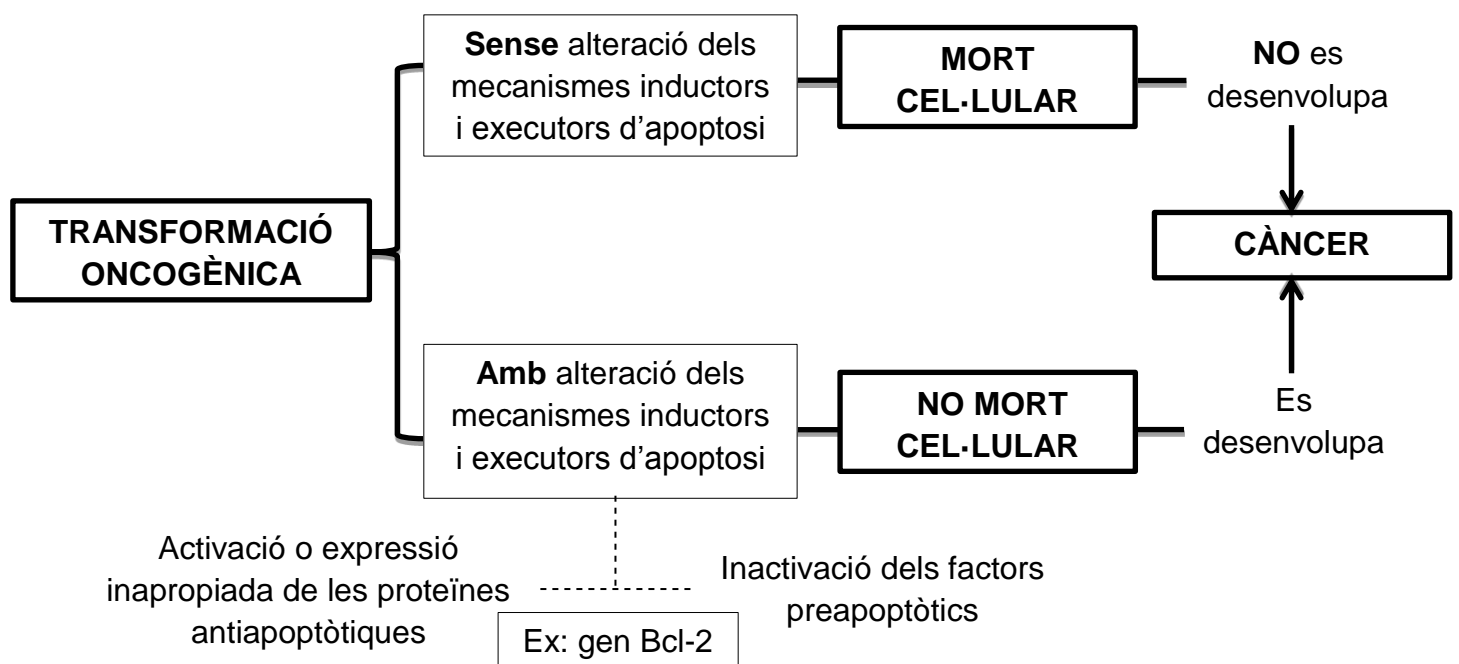 Sense alteració dels
mecanismes inductors
i executors d’apoptosi
MORT
CEL·LULAR
NO es
desenvolupa
TRANSFORMACIÓ
ONCOGÈNICA
CÀNCER
Amb alteració dels
mecanismes inductors
i executors d’apoptosi
NO MORT
CEL·LULAR
Es
desenvolupa
Activació o expressió
inapropiada de les proteïnes
antiapoptòtiques
Inactivació dels factors
preapoptòtics
Ex: gen Bcl-2